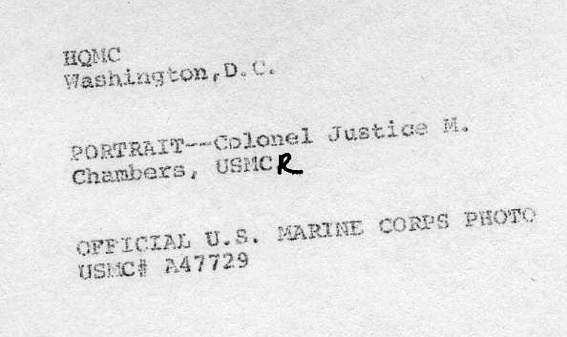 HQMC
Washington,D.C.
PORTRAIT--Colonel Justice M.
Chambers, USMCR
OFFICIAL U.S. MARINE CORPS PHOTO
USMC# A47729